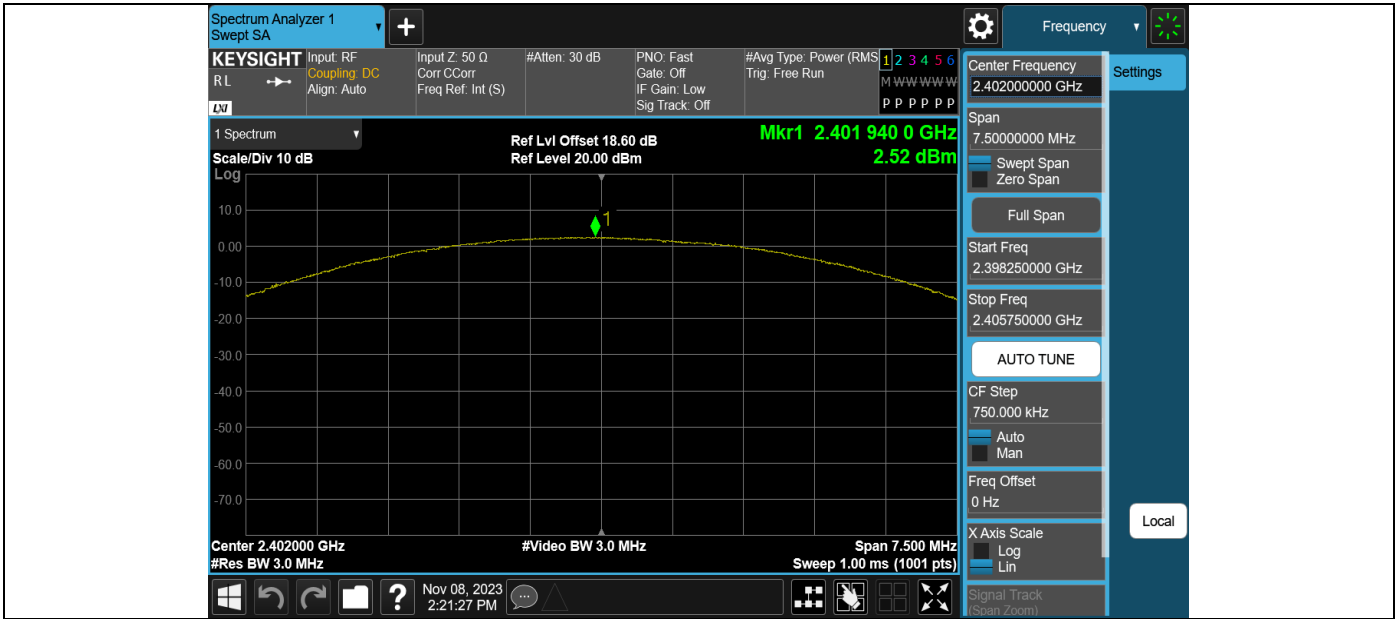 Spectrum Analyzer 1
Swept SA
Frequency
KEYSIGHT
R L
LXI
Input: RF
Coupling: DC
Align: Auto
Input Z: 50 Ω
Corr CCorr
Freq Ref: Int (S)
#Atten: 30 dB
PNO: Fast
Gate: Off
IF Gain: Low
Sig Track: Off
#Avg Type: Power (RMS
Trig: Free Run
1 2 3 4 5 6
M W W W W W
P P P P P P
1 Spectrum
Scale/Div 10 dB
Log
Ref Lvl Offset 18.60 dB
Ref Level 20.00 dBm
Mkr1 2.401 940 0 GHz
2.52 dBm
1
10.0
0.00
-10.0
-20.0
-30.0
-40.0
-50.0
-60.0
-70.0
Center 2.402000 GHz
#Res BW 3.0 MHz
#Video BW 3.0 MHz
Span 7.500 MHz
Sweep 1.00 ms (1001 pts)
Nov 08, 2023
2:21:27 PM
Center Frequency
2.402000000 GHz
Span
7.50000000 MHz
Swept Span
Zero Span
Full Span
Start Freq
2.398250000 GHz
Stop Freq
2.405750000 GHz
AUTO TUNE
CF Step
750.000 kHz
Auto
Man
Freq Offset
0 Hz
X Axis Scale
Log
Lin
Signal Track
(Span Zoom)
Settings
Local